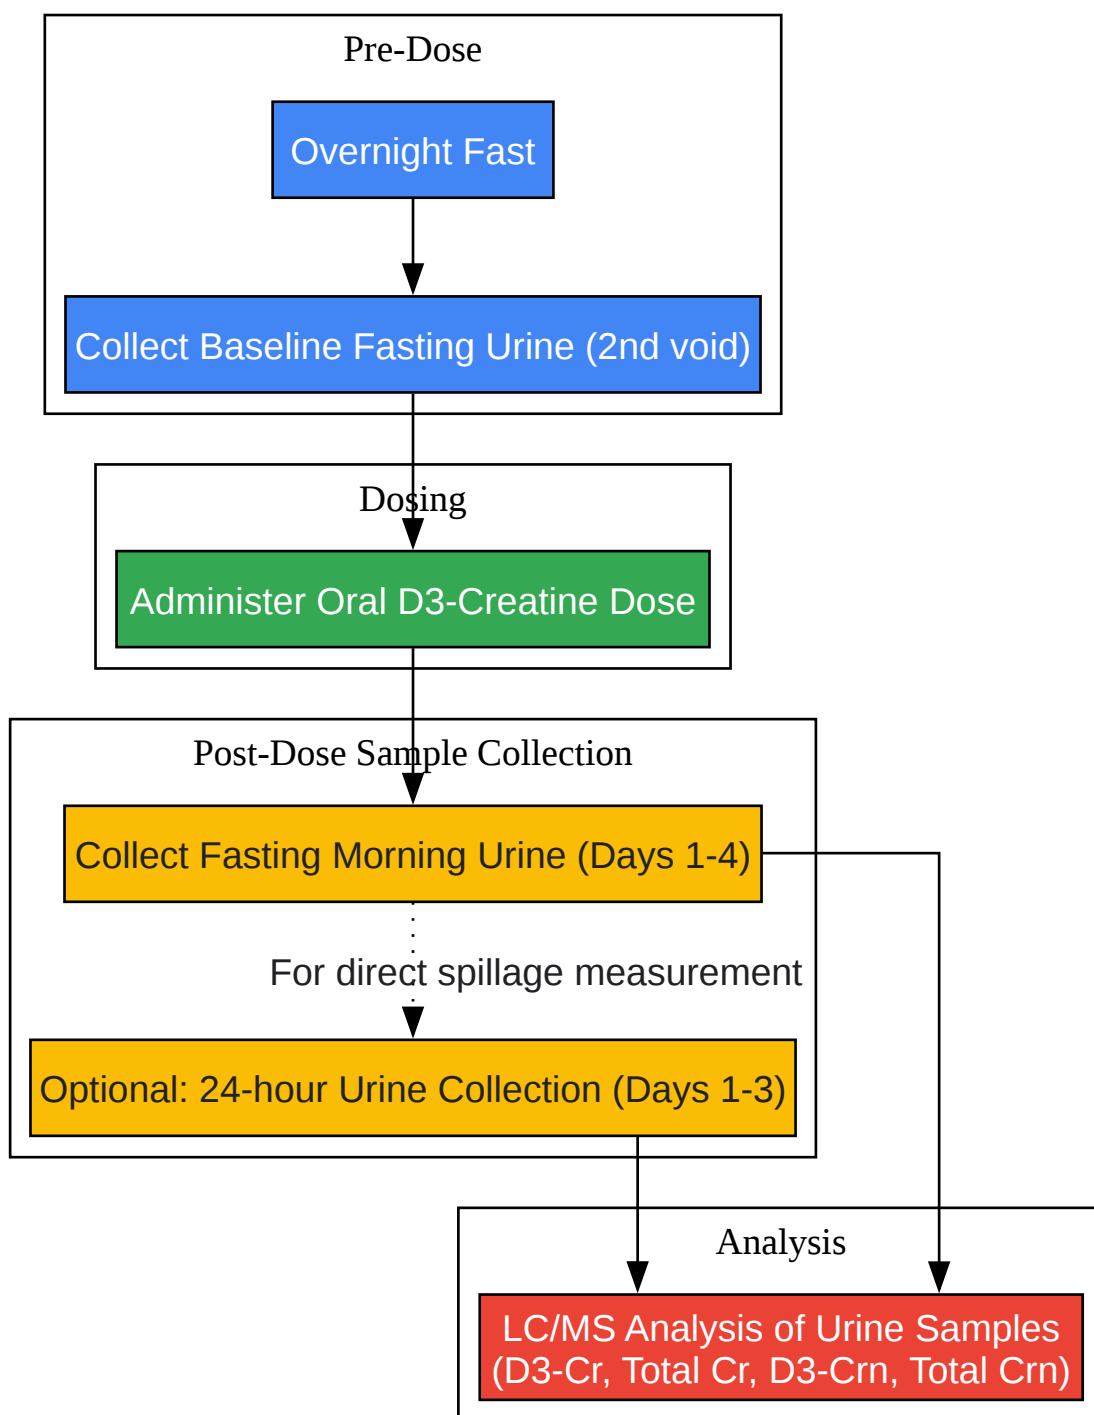 Pre-Dose
Overnight Fast
Collect Baseline Fasting Urine (2nd void)
Dosing
Administer Oral D3-Creatine Dose
Post-Dose Sample Collection
Collect Fasting Morning Urine (Days 1-4)
For direct spillage measurement
Optional: 24-hour Urine Collection (Days 1-3)
Analysis
LC/MS Analysis of Urine Samples
(D3-Cr, Total Cr, D3-Crn, Total Crn)